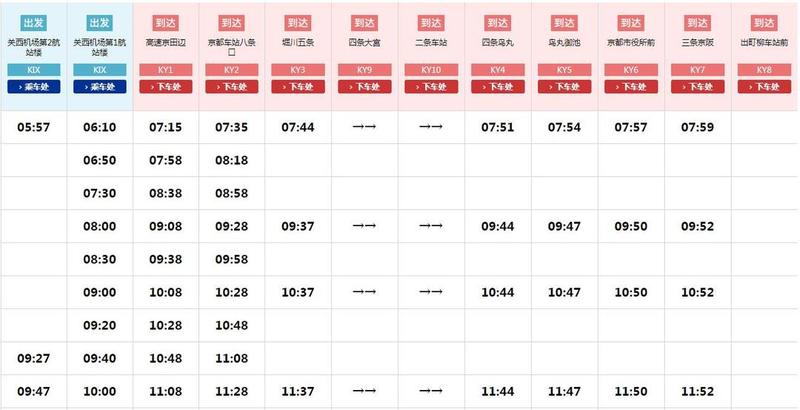 出发 出发 到达 到达 到达 到达 到达 到达 到达 到达 到达 到达
关西机场第2航站楼 关西机场第1航站楼 高速京田辺 京都车站八条口 堀川五条 四条大宫 二条车站 四条乌丸 乌丸御池 京都市役所前 三条京阪 出町柳车站前
KIX KIX KY1 KY2 KY3 KY9 KY10 KY4 KY5 KY6 KY7 KY8
› 乘车处 › 乘车处 › 下车处 › 下车处 › 下车处 › 下车处 › 下车处 › 下车处 › 下车处 › 下车处 › 下车处 › 下车处
05:57 06:10 07:15 07:35 07:44 →→ →→ 07:51 07:54 07:57 07:59
06:50 07:58 08:18
07:30 08:38 08:58
08:00 09:08 09:28 09:37 →→ →→ 09:44 09:47 09:50 09:52
08:30 09:38 09:58
09:00 10:08 10:28 10:37 →→ →→ 10:44 10:47 10:50 10:52
09:20 10:28 10:48
09:27 09:40 10:48 11:08
09:47 10:00 11:08 11:28 11:37 →→ →→ 11:44 11:47 11:50 11:52